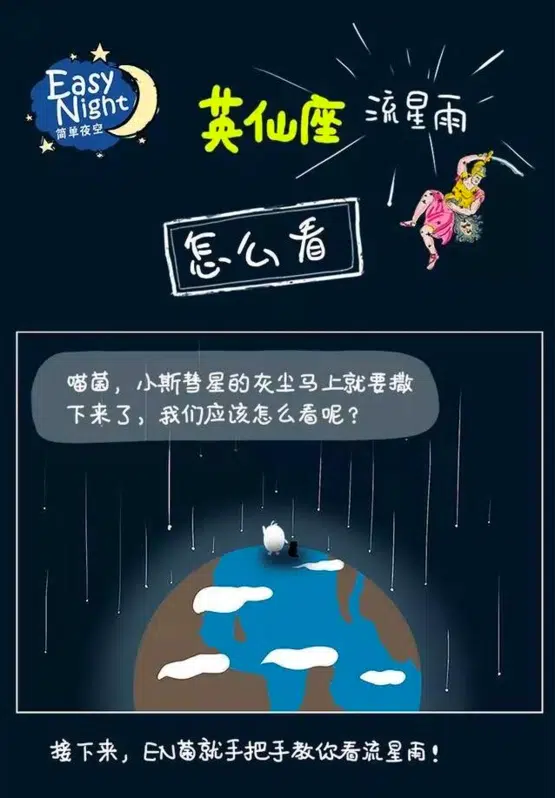 Easy
Night
简单夜空
英仙座 流星雨
怎么看
喵菌，小斯彗星的灰尘马上就要撒
下来了，我们应该怎么看呢？
接下来，EN菌就手把手教你看流星雨！